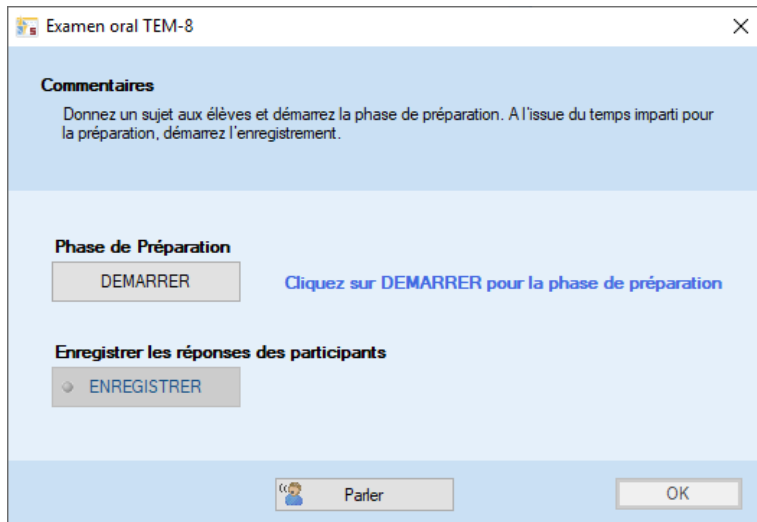 Examen oral TEM-8
Commentaires
Donnez un sujet aux élèves et démarrez la phase de préparation. A l'issue du temps imparti pour
la préparation, démarrez l'enregistrement.
Phase de Préparation
DEMARRER
Cliquez sur DEMARRER pour la phase de préparation
Enregistrer les réponses des participants
ENREGISTRER
Parler
OK